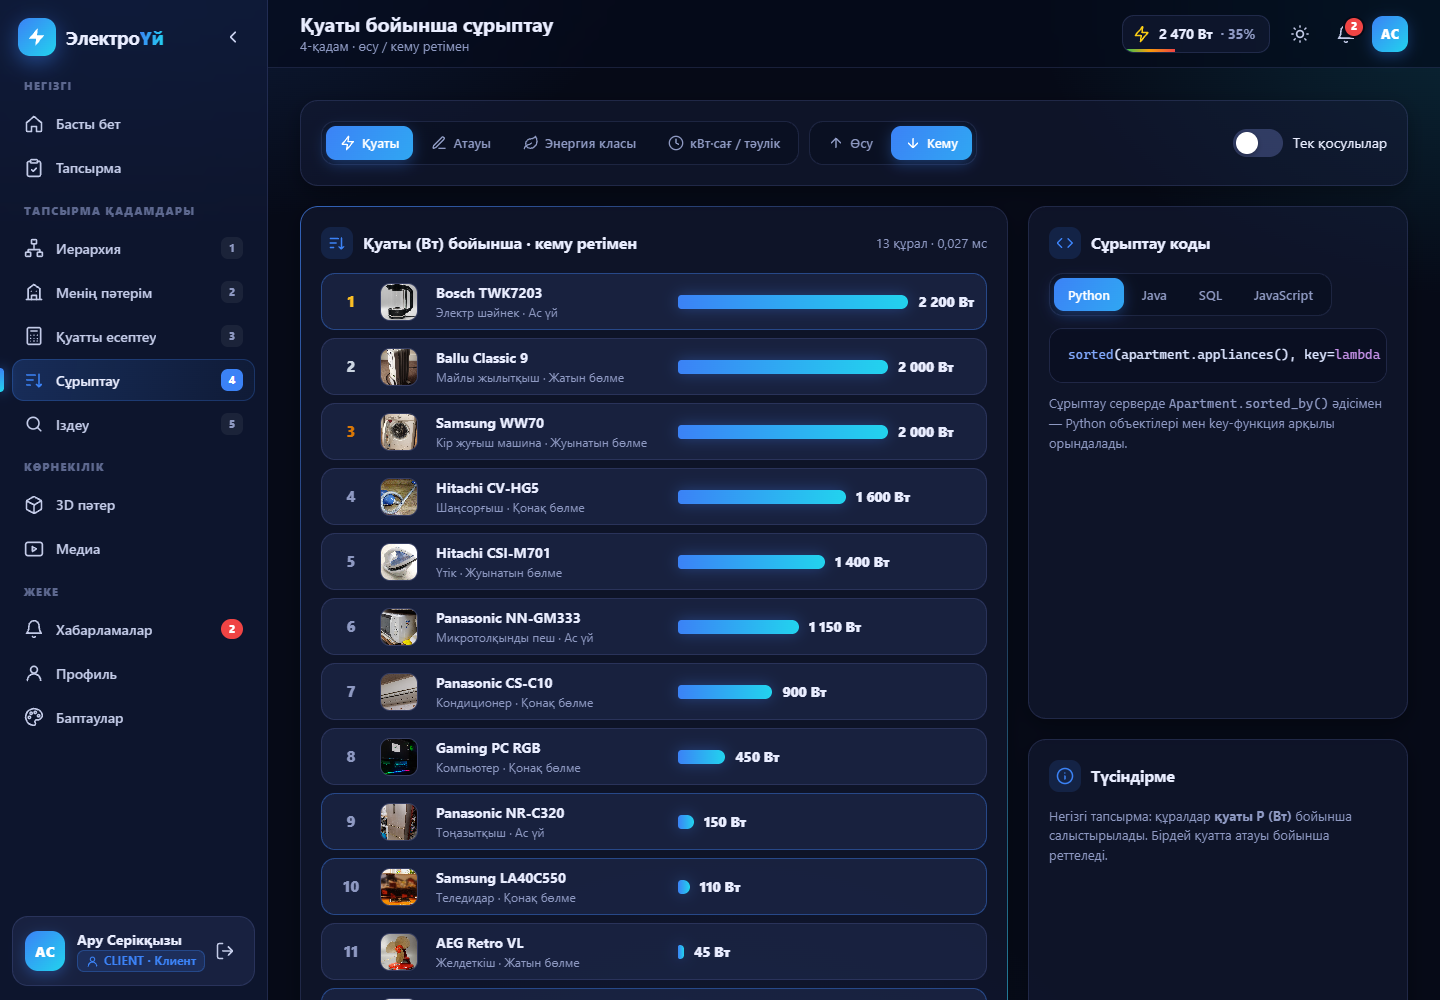 ЭлектроҮй
НЕГІЗГІ
Басты бет
Тапсырма
ТАПСЫРМА ҚАДАМДАРЫ
Иерархия 1
Менің пәтерім 2
Қуатты есептеу 3
Сұрыптау 4
Іздеу 5
КӨРНЕКІЛІК
3D пәтер
Медиа
ЖЕКЕ
Хабарламалар 2
Профиль
Баптаулар
АС
Ару Серікқызы
CLIENT · Клиент
Қуаты бойынша сұрыптау
4-қадам · өсу / кему ретімен
2 470 Вт · 35%
2
АС
Қуаты Атауы Энергия класы кВт·сағ / тәулік Өсу Кему
Тек қосулылар
Қуаты (Вт) бойынша · кему ретімен
13 құрал · 0,027 мс
1 Bosch TWK7203 2 200 Вт
Электр шәйнек · Ас үй
2 Ballu Classic 9 2 000 Вт
Майлы жылытқыш · Жатын бөлме
3 Samsung WW70 2 000 Вт
Кір жуғыш машина · Жуынатын бөлме
4 Hitachi CV-HG5 1 600 Вт
Шаңсорғыш · Қонақ бөлме
5 Hitachi CSI-M701 1 400 Вт
Үтік · Жуынатын бөлме
6 Panasonic NN-GM333 1 150 Вт
Микротолқынды пеш · Ас үй
7 Panasonic CS-C10 900 Вт
Кондиционер · Қонақ бөлме
8 Gaming PC RGB 450 Вт
Компьютер · Қонақ бөлме
9 Panasonic NR-C320 150 Вт
Тоңазытқыш · Ас үй
10 Samsung LA40C550 110 Вт
Теледидар · Қонақ бөлме
11 AEG Retro VL 45 Вт
Желдеткіш · Жатын бөлме
Сұрыптау коды
Python Java SQL JavaScript
sorted(apartment.appliances(), key=lambda
Сұрыптау серверде Apartment.sorted_by() әдісімен
— Python объектілері мен key-функция арқылы
орындалады.
Түсіндірме
Негізгі тапсырма: құралдар қуаты P (Вт) бойынша
салыстырылады. Бірдей қуатта атауы бойынша
реттеледі.